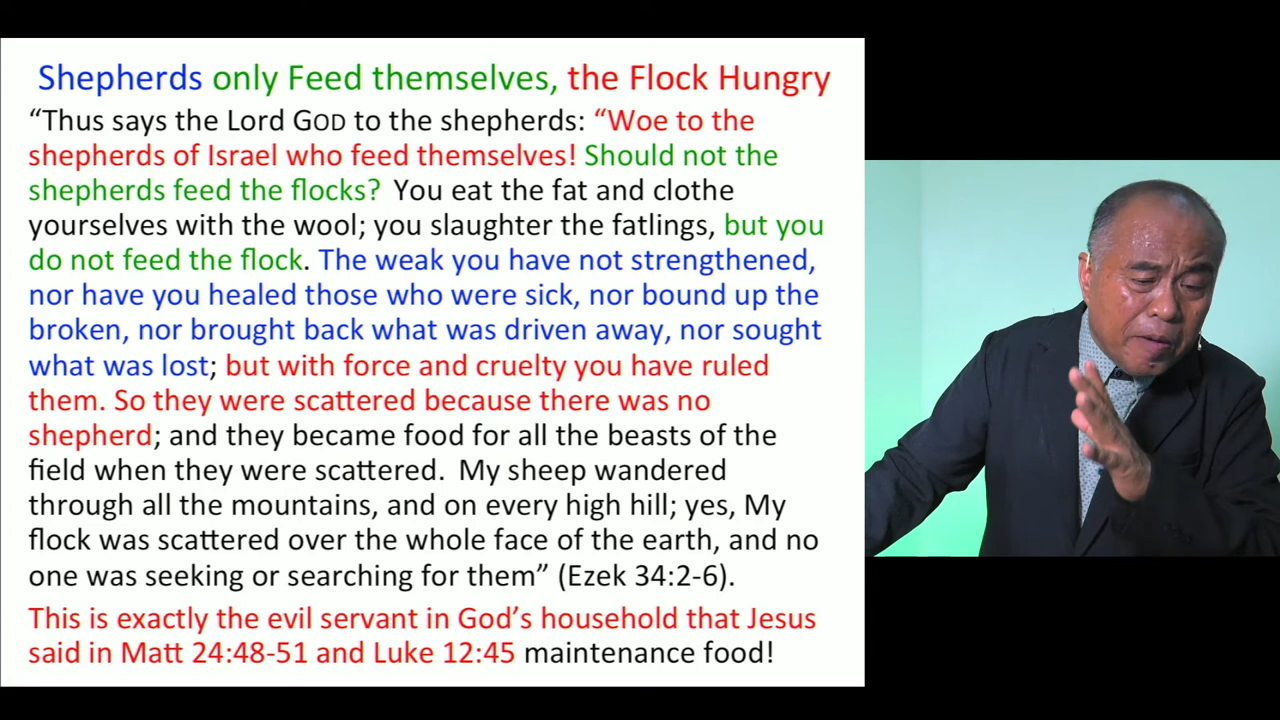 Shepherds only Feed themselves, the Flock Hungry
“Thus says the Lord GOD to the shepherds: “Woe to the
shepherds of Israel who feed themselves! Should not the
shepherds feed the flocks?  You eat the fat and clothe
yourselves with the wool; you slaughter the fatlings, but you
do not feed the flock. The weak you have not strengthened,
nor have you healed those who were sick, nor bound up the
broken, nor brought back what was driven away, nor sought
what was lost; but with force and cruelty you have ruled
them. So they were scattered because there was no
shepherd; and they became food for all the beasts of the
field when they were scattered.  My sheep wandered
through all the mountains, and on every high hill; yes, My
flock was scattered over the whole face of the earth, and no
one was seeking or searching for them” (Ezek 34:2-6).
This is exactly the evil servant in God’s household that Jesus
said in Matt 24:48-51 and Luke 12:45 maintenance food!